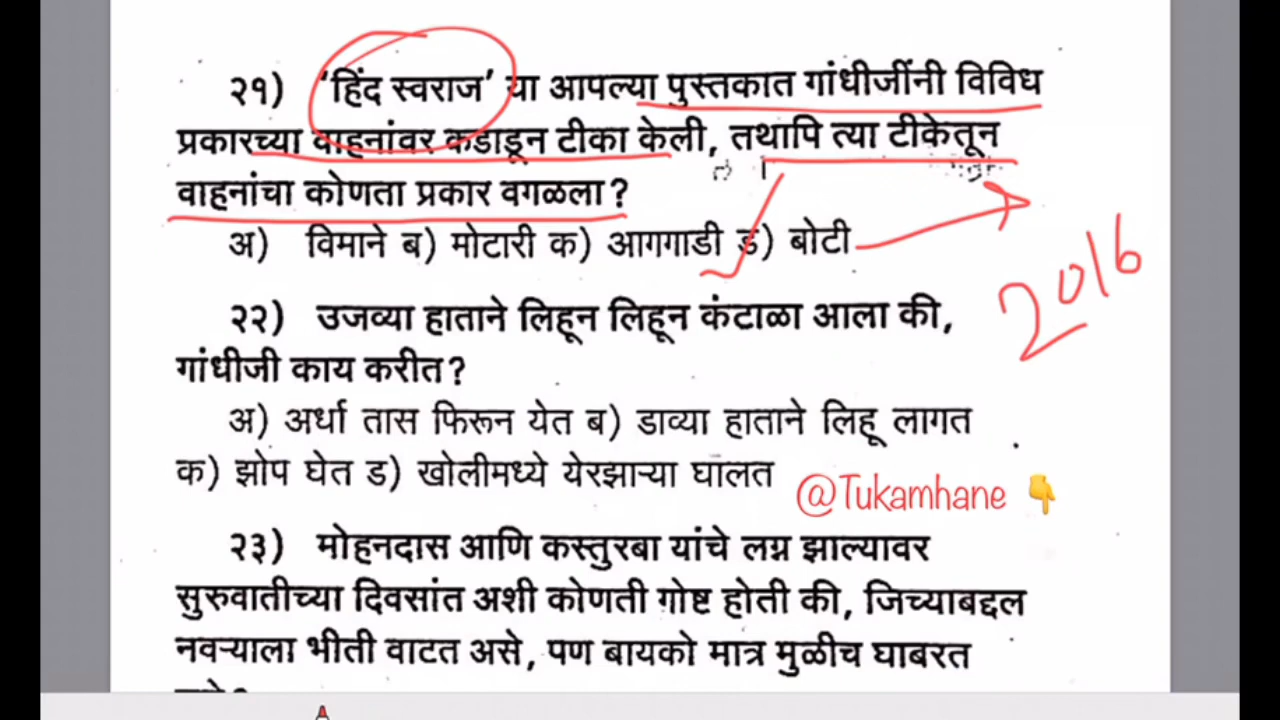 २१) 'हिंद स्वराज' या आपल्या पुस्तकात गांधीजींनी विविध
प्रकारच्या वाहनांवर कडाडून टीका केली, तथापि त्या टीकेतून
वाहनांचा कोणता प्रकार वगळला?
अ) विमाने ब) मोटारी क) आगगाडी ड) बोटी
2016
२२) उजव्या हाताने लिहून लिहून कंटाळा आला की,
गांधीजी काय करीत?
अ) अर्धा तास फिरून येत ब) डाव्या हाताने लिहू लागत
क) झोप घेत ड) खोलीमध्ये येरझाऱ्या घालत
@Tukamhane 👇
२३) मोहनदास आणि कस्तुरबा यांचे लग्न झाल्यावर
सुरुवातीच्या दिवसांत अशी कोणती गोष्ट होती की, जिच्याबद्दल
नवऱ्याला भीती वाटत असे, पण बायको मात्र मुळीच घाबरत